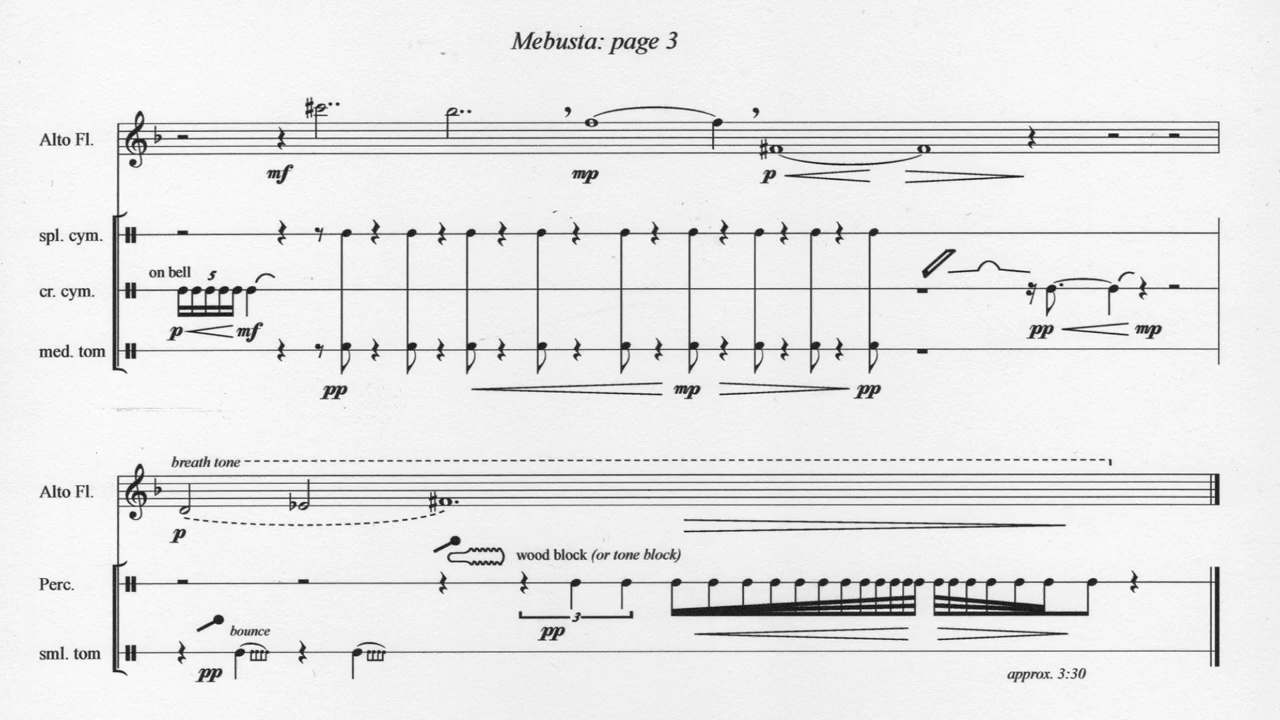 Mebusta: page 3
Alto Fl.
mf
mp
p
spl. cym.
on bell
5
cr. cym.
p
mf
pp
mp
med. tom
pp
mp
pp
breath tone
Alto Fl.
p
wood block (or tone block)
Perc.
3
pp
bounce
sml. tom
pp
approx. 3:30